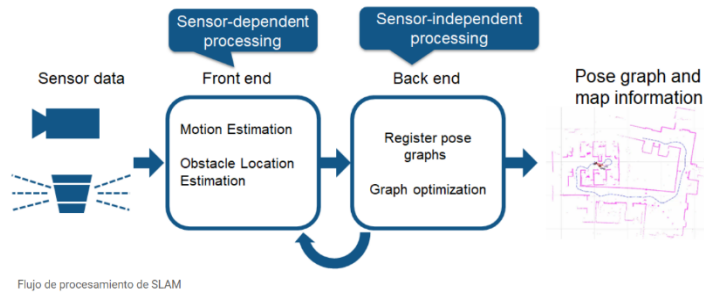 Sensor-dependent
processing
Sensor-independent
processing
Sensor data
Front end
Back end
Pose graph and
map information
Motion Estimation
Obstacle Location
Estimation
Register pose
graphs
Graph optimization
Flujo de procesamiento de SLAM